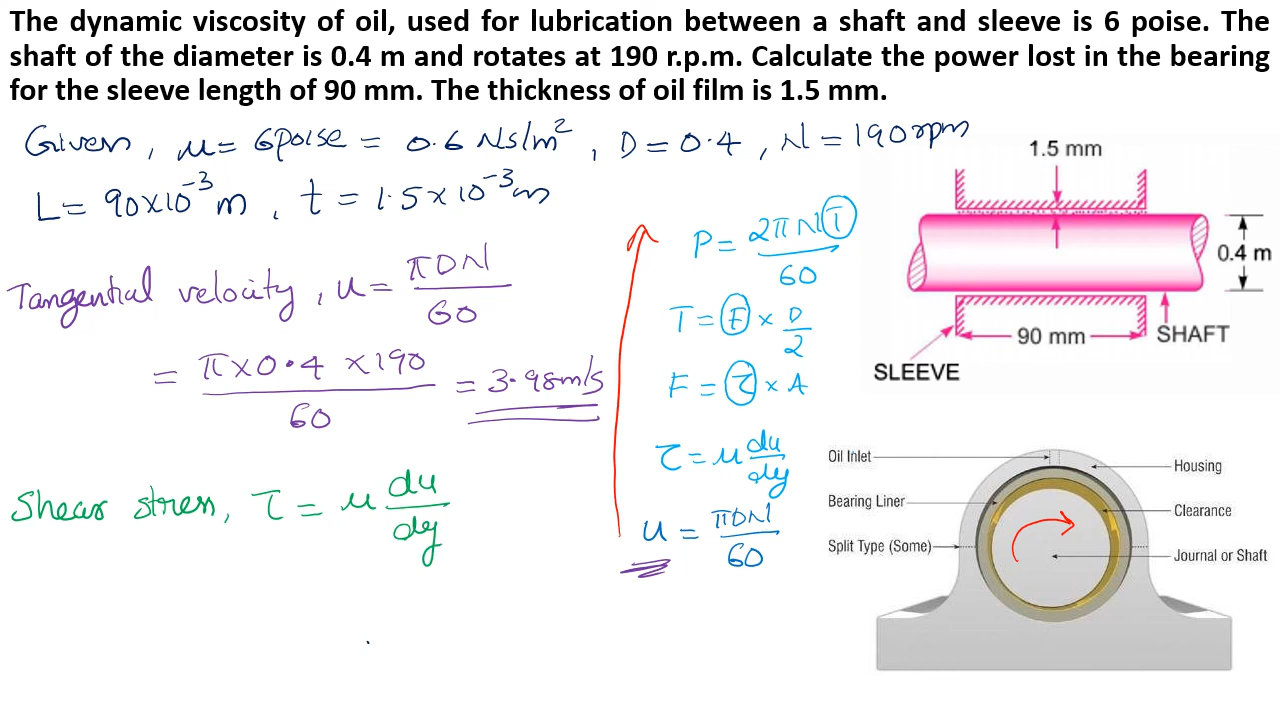 The dynamic viscosity of oil, used for lubrication between a shaft and sleeve is 6 poise. The
shaft of the diameter is 0.4 m and rotates at 190 r.p.m. Calculate the power lost in the bearing
for the sleeve length of 90 mm. The thickness of oil film is 1.5 mm.
Given, μ = 6poise = 0.6 Ns/m², D = 0.4, N = 190rpm
L = 90×10⁻³m, t = 1.5×10⁻³m
Tangential velocity, u = πDN/60
= π×0.4×190/60 = 3.98m/s
Shear stress, τ = μ du/dy
P = 2πNT/60
T = F × D/2
F = τ × A
τ = μ du/dy
u = πDN/60
1.5 mm
0.4 m
90 mm
SHAFT
SLEEVE
Oil Inlet
Housing
Bearing Liner
Clearance
Split Type (Some)
Journal or Shaft